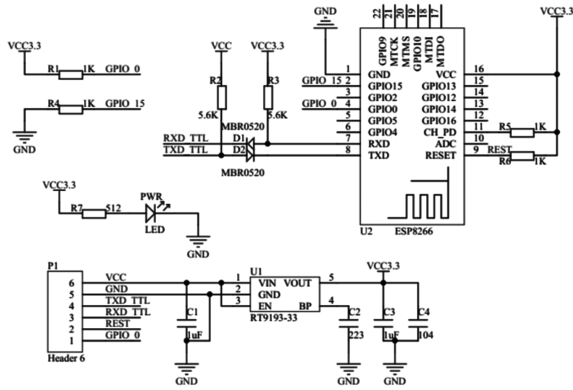 VCC3.3
R1
1K
GPIO_0
R4
1K
GPIO_15
GND
VCC
VCC3.3
R2
R3
5.6K
5.6K
MBR0520
RXD_TTL
D1
TXD_TTL
D2
MBR0520
GND
22 21 20 19 18 17
GPIO9
MTCK
MTMS
GPIO10
MTDI
MTDO
VCC3.3
1 GND
GPIO_15 2 GPIO15
3 GPIO2
GPIO_0 4 GPIO0
5 GPIO5
6 GPIO4
7 RXD
8 TXD
VCC 16
GPIO13 15
GPIO14 13
GPIO12 14
GPIO16 12
CH_PD 11
ADC 10
RESET 9
R5
1K
REST
R6
1K
U2
ESP8266
VCC3.3
R7
512
PWR
LED
GND
P1
6 VCC
5 GND
4 TXD_TTL
3 RXD_TTL
2 REST
1 GPIO_0
Header 6
C1
1uF
GND
U1
1 VIN
2 GND
3 EN
VOUT 5
BP 4
RT9193-33
VCC3.3
C2
223
GND
C3
1uF
C4
104
GND